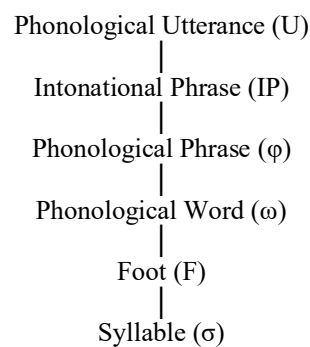 Phonological Utterance (U)
Intonational Phrase (IP)
Phonological Phrase (φ)
Phonological Word (ω)
Foot (F)
Syllable (σ)